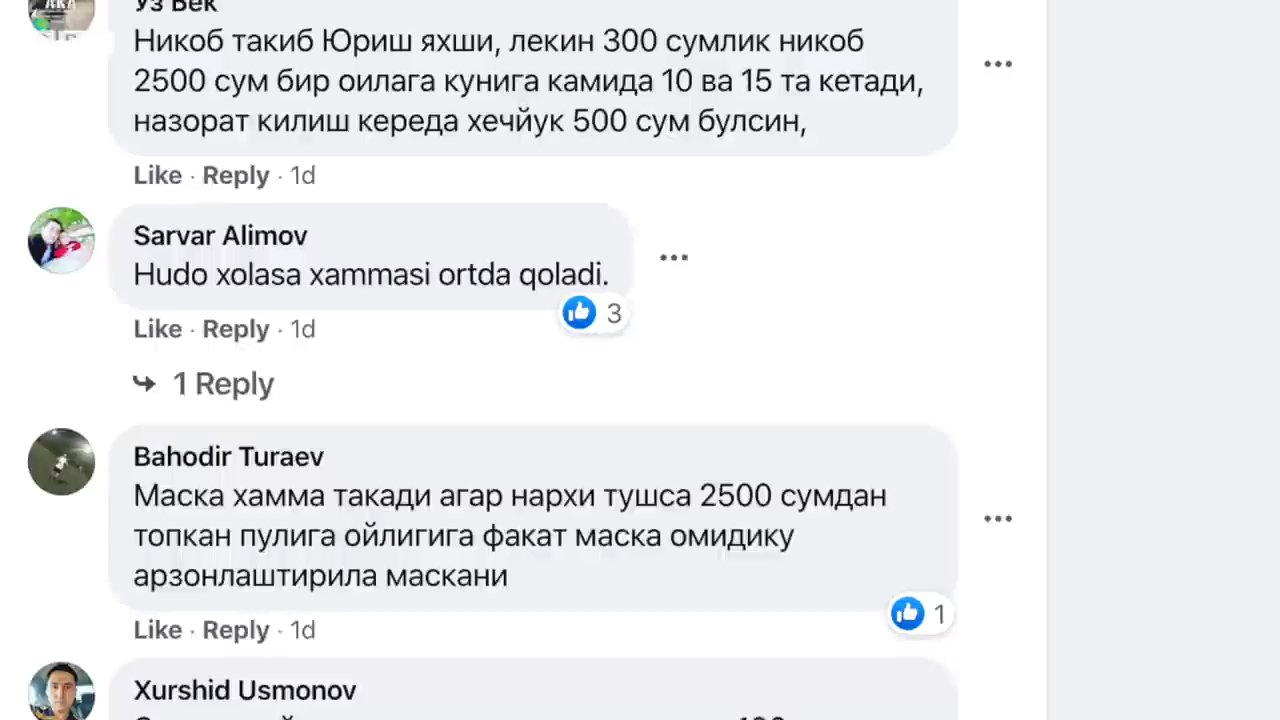 Уз Бек
Никоб такиб Юриш яхши, лекин 300 сумлик никоб
2500 сум бир оилага кунига камида 10 ва 15 та кетади,
назорат килиш кереда хечйук 500 сум булсин,
Like · Reply · 1d
Sarvar Alimov
Hudo xolasa xammasi ortda qoladi.
3
Like · Reply · 1d
1 Reply
Bahodir Turaev
Маска хамма такади агар нархи тушса 2500 сумдан
топкан пулига ойлигига факат маска омидику
арзонлаштирила маскани
1
Like · Reply · 1d
Xurshid Usmonov